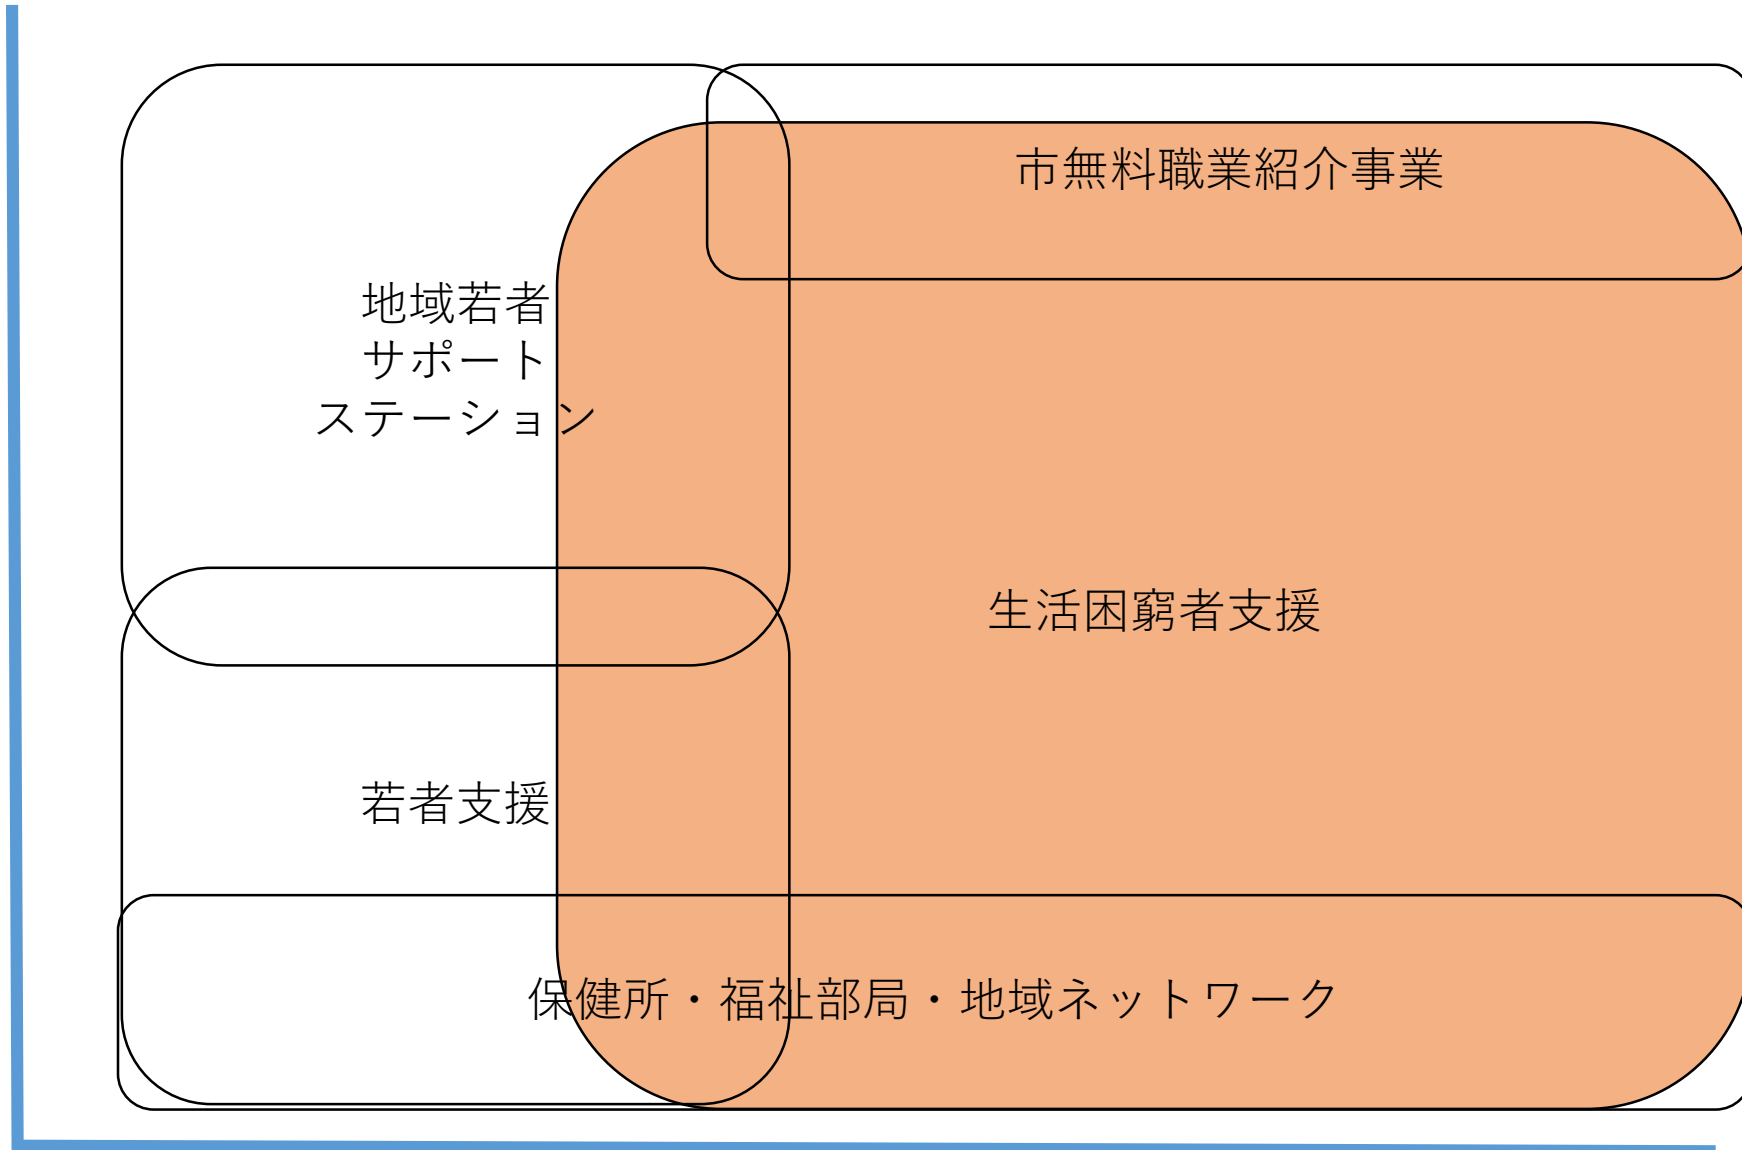 市無料職業紹介事業
地域若者
サポート
ステーション
生活困窮者支援
若者支援
保健所・福祉部局・地域ネットワーク